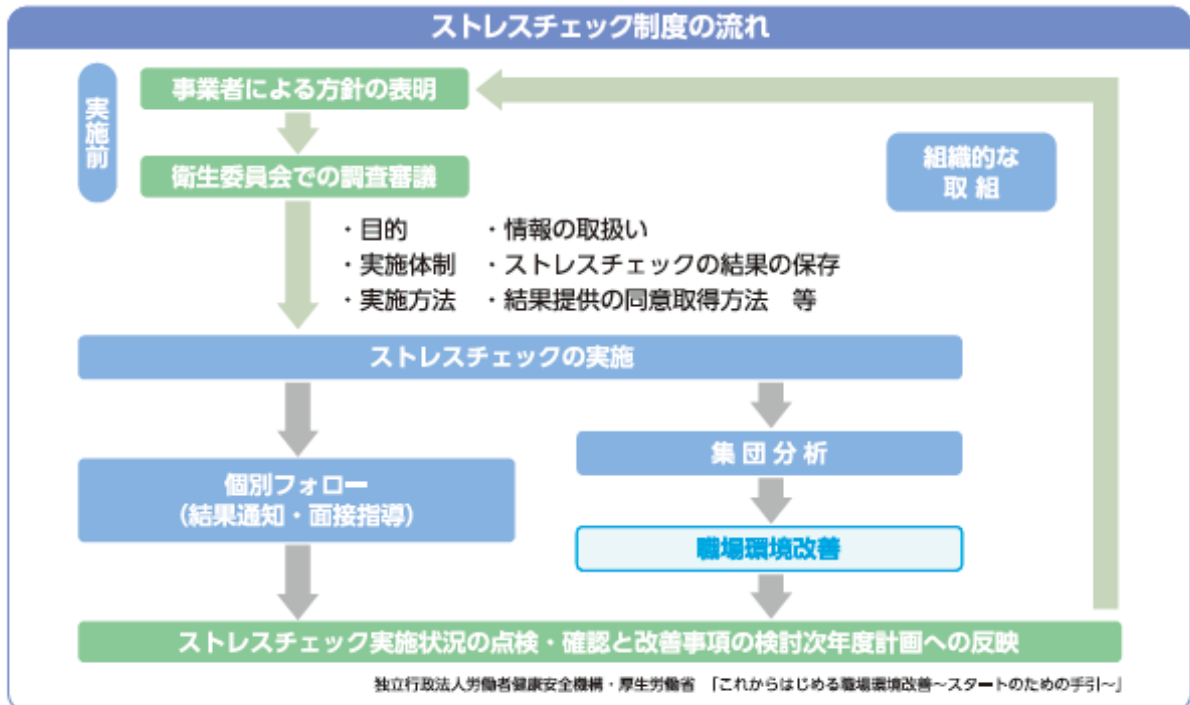 ストレスチェック制度の流れ
実施前
事業者による方針の表明
衛生委員会での調査審議
組織的な
取組
・目的　・情報の取扱い
・実施体制　・ストレスチェックの結果の保存
・実施方法　・結果提供の同意取得方法　等
ストレスチェックの実施
個別フォロー
（結果通知・面接指導）
集団分析
職場環境改善
ストレスチェック実施状況の点検・確認と改善事項の検討次年度計画への反映
独立行政法人労働者健康安全機構・厚生労働省　「これからはじめる職場環境改善～スタートのための手引～」